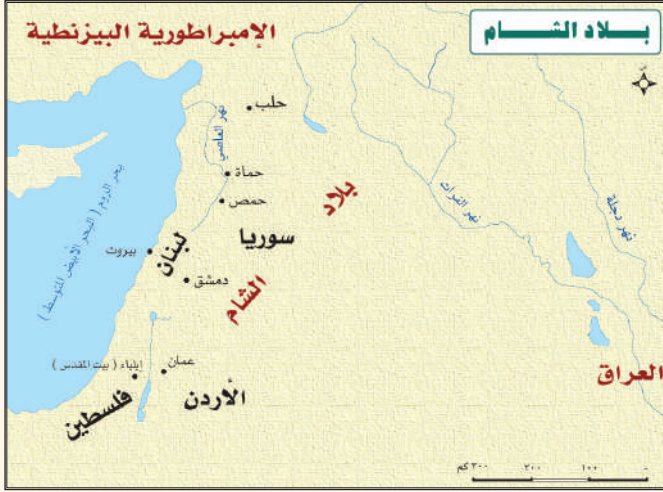 بلاد الشام
الإمبراطورية البيزنطية
ش
حلب
نهر العاصي
حماة
حمص
بلاد
نهر الفرات
نهر دجلة
بحر الروم ( البحر الأبيض المتوسط )
سوريا
لبنان
بيروت
دمشق
الشام
عمان
إيلياء ( بيت المقدس )
العراق
الأردن
فلسطين
٣٠٠ كم ٢٠٠ ١٠٠ ٠